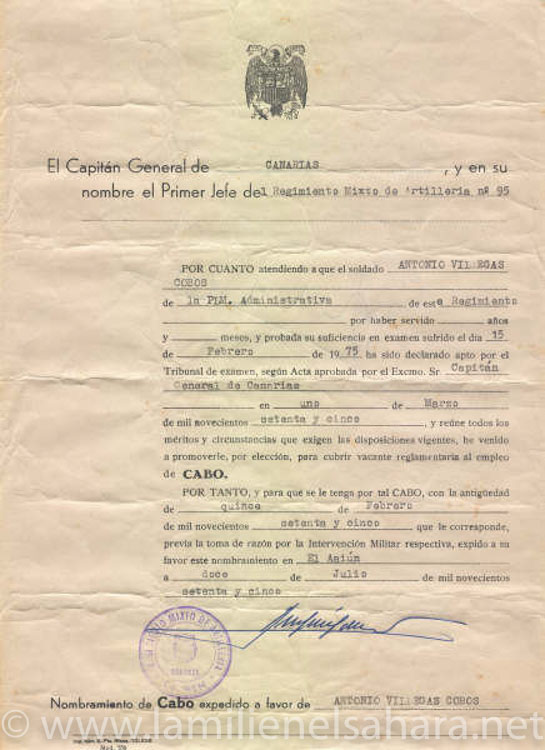 El Capitán General de CANARIAS , y en su
nombre el Primer Jefe del Regimiento Mixto de Artilleria nº 95
POR CUANTO atendiendo a que el soldado ANTONIO VILLEGAS
COBOS
de la PLM. Administrativa de este Regimiento
por haber servido años
y meses, y probada su suficiencia en examen sufrido el día 15
de Febrero de 1975 ha sido declarado apto por el
Tribunal de examen, según Acta aprobada por el Excmo. Sr Capitán
General de Canarias
en uno de Marzo
de mil novecientos setenta y cinco , y reúne todos los
méritos y circunstancias que exigen las disposiciones vigentes, he venido
a promoverle, por elección, para cubrir vacante reglamentaria al empleo
de CABO.
POR TANTO, y para que se le tenga por tal CABO, con la antigüedad
de quince de Febrero
de mil novecientos setenta y cinco que le corresponde,
previa la toma de razón por la Intervención Militar respectiva, expido a su
favor este nombramiento en El Aaiún
a doce de Julio de mil novecientos
setenta y cinco
Nombramiento de Cabo expedido a favor de ANTONIO VILLEGAS COBOS
© www.lamilienelsahara.net
Mod. 576